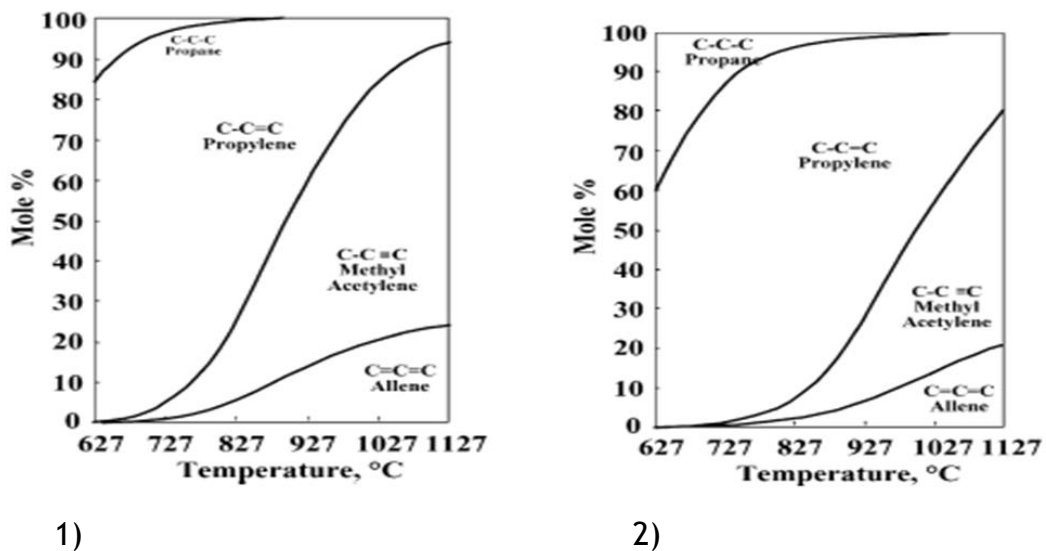 100
90
80
70
60
50
40
30
20
10
0
Mole %
C-C-C
Propane
C-C=C
Propylene
C-C≡C
Methyl
Acetylene
C=C=C
Allene
627 727 827 927 1027 1127
Temperature, °C
1)
100
90
80
70
60
50
40
30
20
10
0
Mole %
C-C-C
Propane
C-C=C
Propylene
C-C≡C
Methyl
Acetylene
C=C=C
Allene
627 727 827 927 1027 1127
Temperature, °C
2)